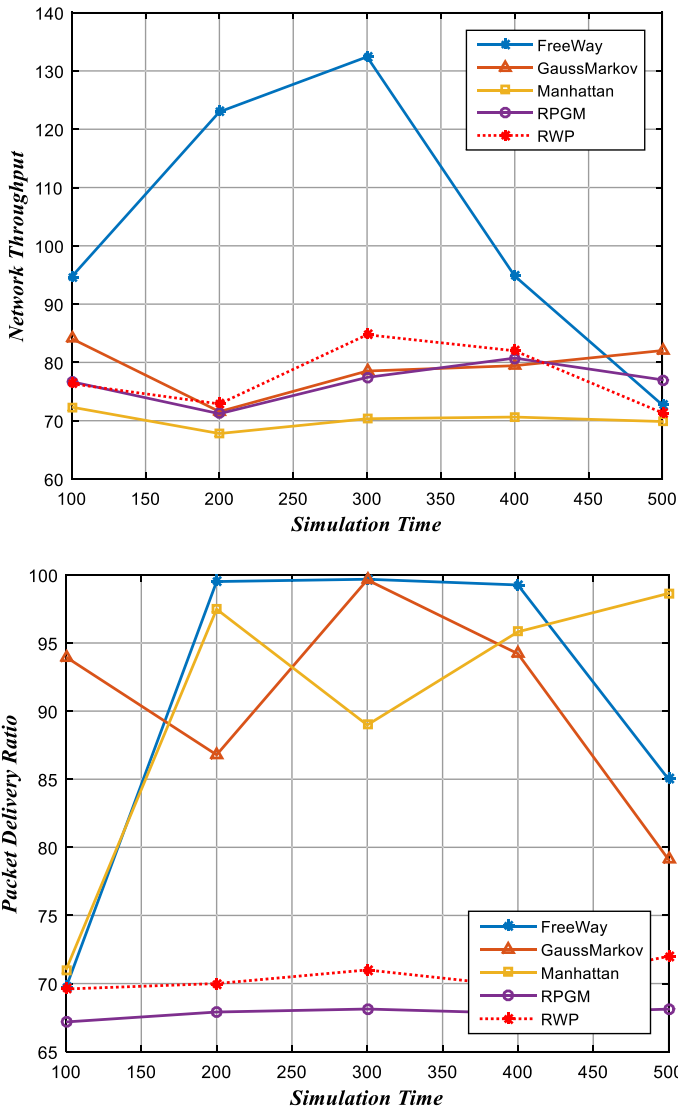 140
130
120
110
100
90
80
70
60
Network Throughput
FreeWay
GaussMarkov
Manhattan
RPGM
RWP
100 150 200 250 300 350 400 450 500
Simulation Time
100
95
90
85
80
75
70
65
Packet Delivery Ratio
FreeWay
GaussMarkov
Manhattan
RPGM
RWP
100 150 200 250 300 350 400 450 500
Simulation Time